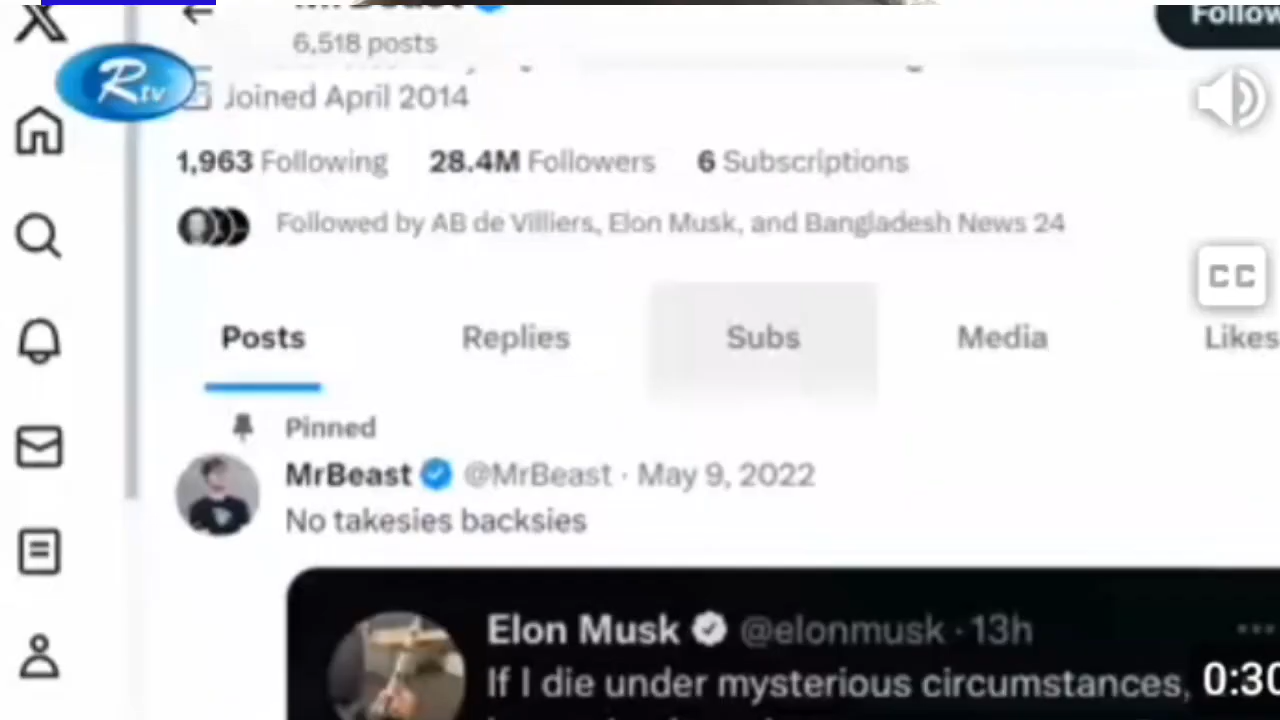 6,518 posts
Follow
Rtv
Joined April 2014
1,963 Following 28.4M Followers 6 Subscriptions
Followed by AB de Villiers, Elon Musk, and Bangladesh News 24
CC
Posts Replies Subs Media Likes
Pinned
MrBeast @MrBeast · May 9, 2022
No takesies backsies
Elon Musk @elonmusk · 13h
If I die under mysterious circumstances,
0:30